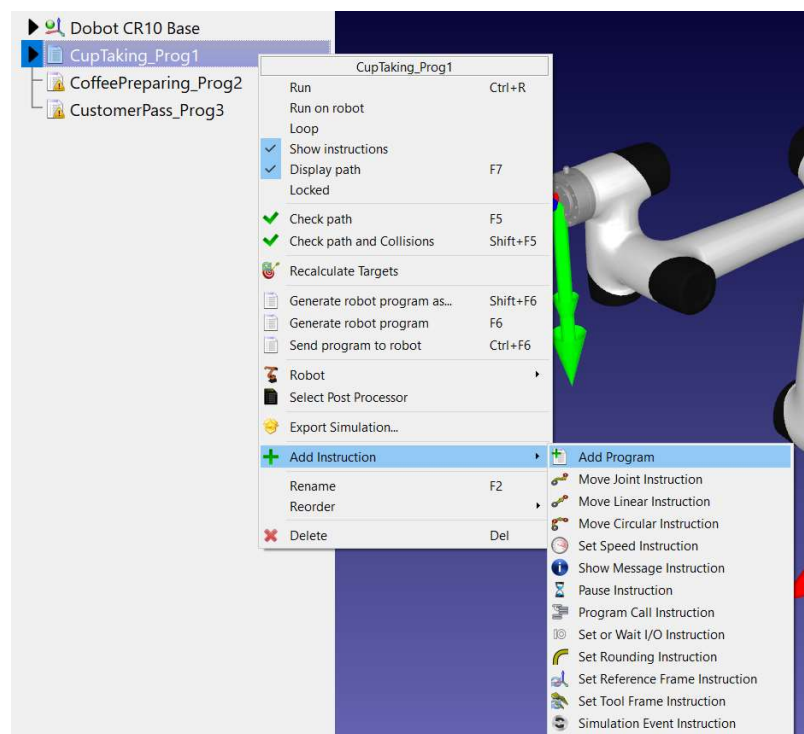 Dobot CR10 Base
CupTaking_Prog1
CoffeePreparing_Prog2
CustomerPass_Prog3
CupTaking_Prog1
Run Ctrl+R
Run on robot
Loop
Show instructions
Display path F7
Locked
Check path F5
Check path and Collisions Shift+F5
Recalculate Targets
Generate robot program as... Shift+F6
Generate robot program F6
Send program to robot Ctrl+F6
Robot
Select Post Processor
Export Simulation...
Add Instruction
Rename F2
Reorder
Delete Del
Add Program
Move Joint Instruction
Move Linear Instruction
Move Circular Instruction
Set Speed Instruction
Show Message Instruction
Pause Instruction
Program Call Instruction
IO Set or Wait I/O Instruction
Set Rounding Instruction
Set Reference Frame Instruction
Set Tool Frame Instruction
Simulation Event Instruction